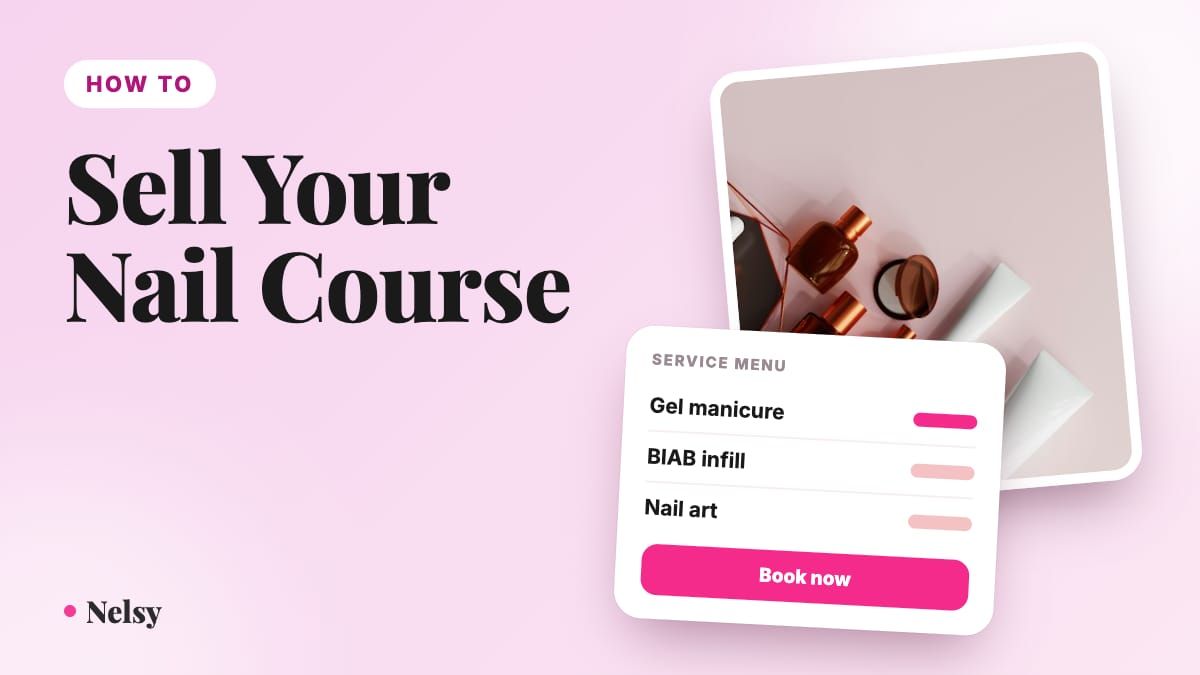 HOW TO
Sell Your
Nail Course
SERVICE MENU
Gel manicure
BIAB infill
Nail art
Book now
Nelsy